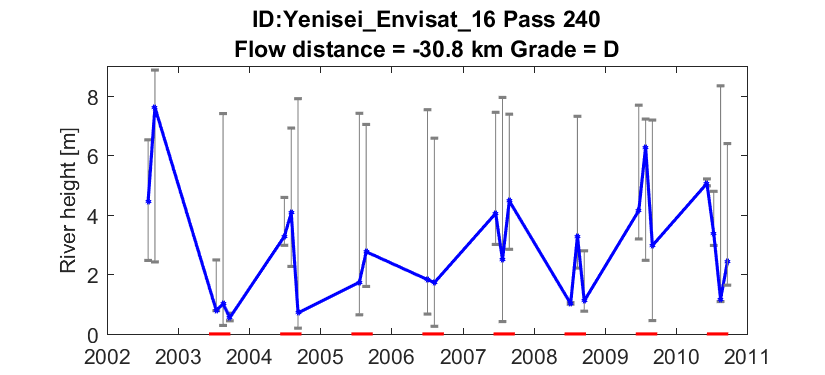 ID:Yenisei_Envisat_16 Pass 240
Flow distance = -30.8 km Grade = D
River height [m]
8
6
4
2
0
2002 2003 2004 2005 2006 2007 2008 2009 2010 2011